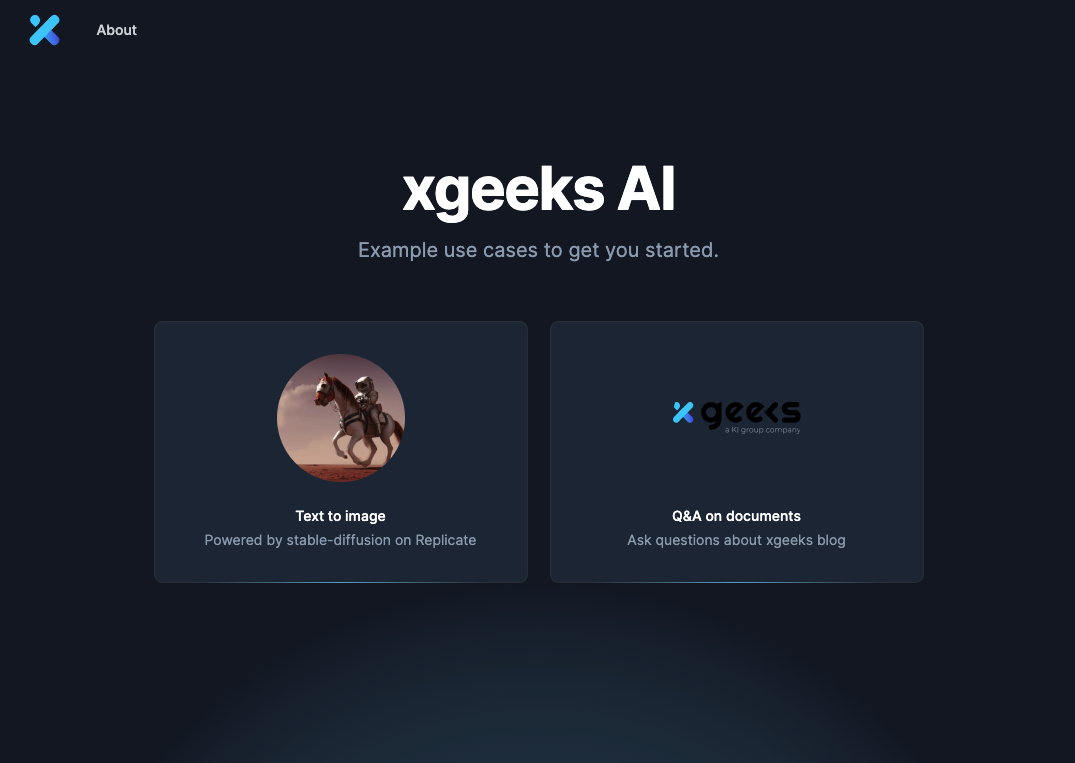 About
xgeeks AI
Example use cases to get you started.
geeks
a KI group company
Text to image
Powered by stable-diffusion on Replicate
Q&A on documents
Ask questions about xgeeks blog